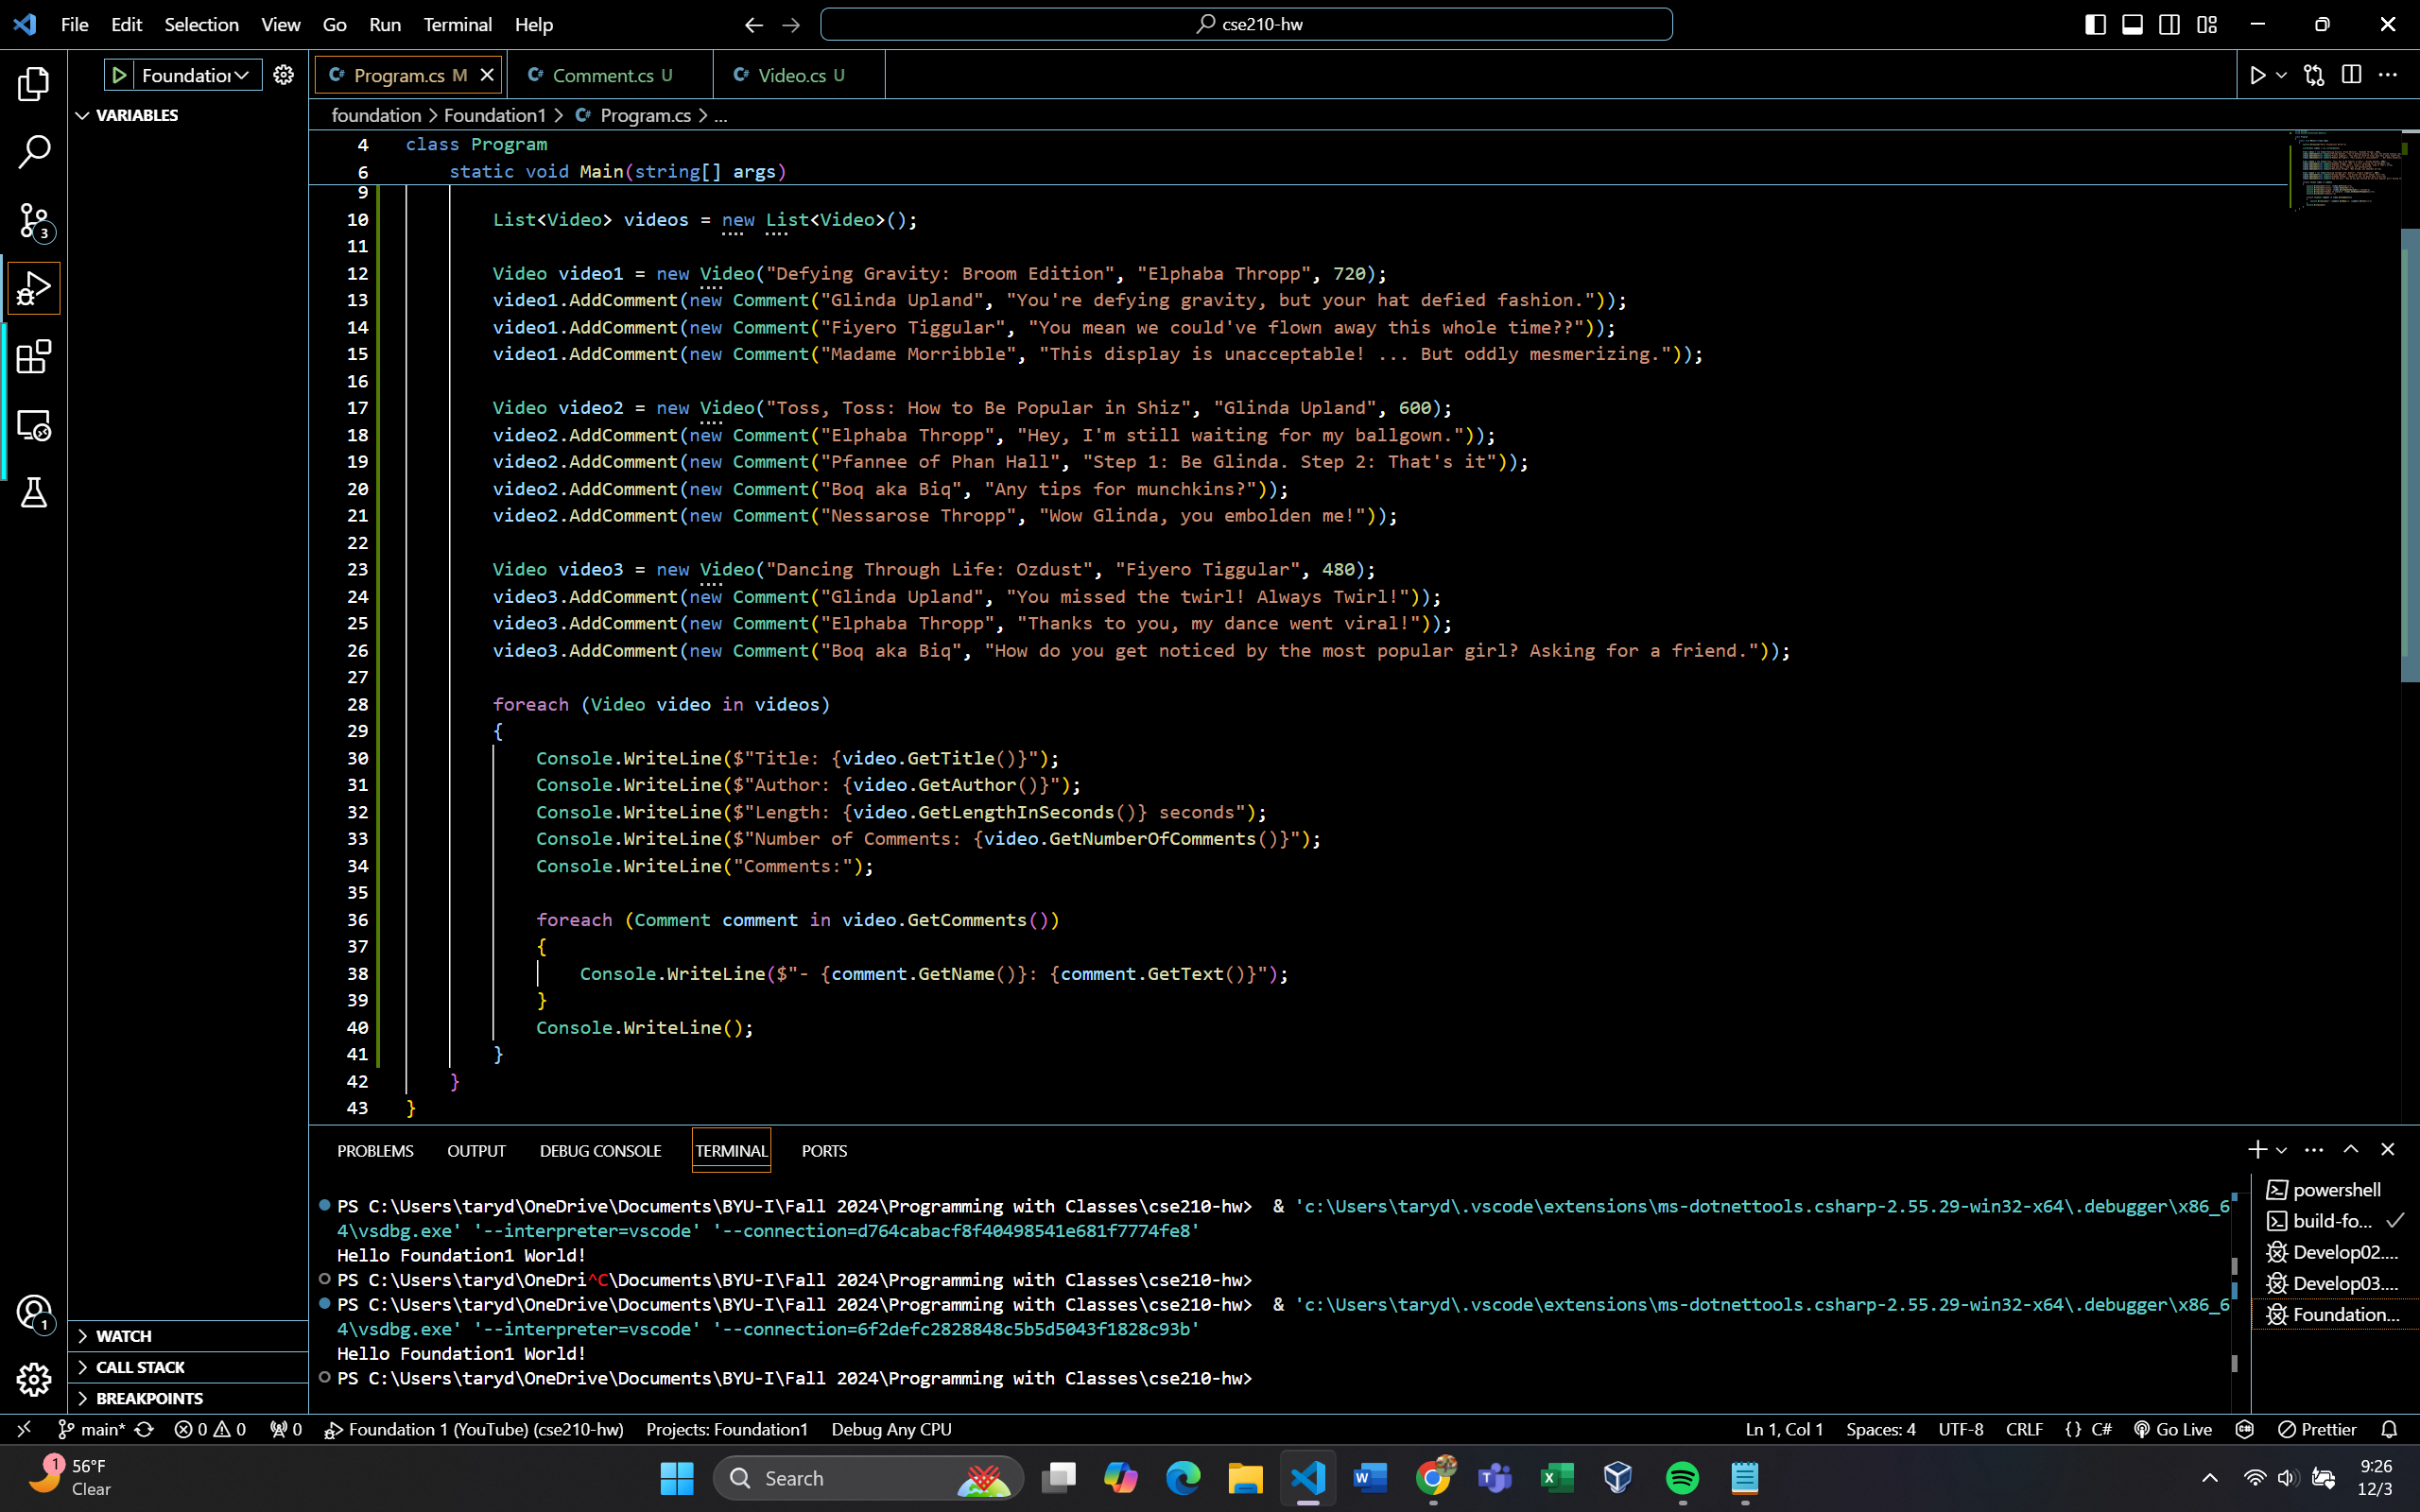 File Edit Selection View Go Run Terminal Help
cse210-hw
Foundation
Program.cs M
Comment.cs U
Video.cs U
VARIABLES
foundation > Foundation1 > Program.cs > ...
4 class Program
6 static void Main(string[] args)
9
10 List<Video> videos = new List<Video>();
11
12 Video video1 = new Video("Defying Gravity: Broom Edition", "Elphaba Thropp", 720);
13 video1.AddComment(new Comment("Glinda Upland", "You're defying gravity, but your hat defied fashion."));
14 video1.AddComment(new Comment("Fiyero Tiggular", "You mean we could've flown away this whole time??"));
15 video1.AddComment(new Comment("Madame Morribble", "This display is unacceptable! ... But oddly mesmerizing."));
16
17 Video video2 = new Video("Toss, Toss: How to Be Popular in Shiz", "Glinda Upland", 600);
18 video2.AddComment(new Comment("Elphaba Thropp", "Hey, I'm still waiting for my ballgown."));
19 video2.AddComment(new Comment("Pfannee of Phan Hall", "Step 1: Be Glinda. Step 2: That's it"));
20 video2.AddComment(new Comment("Boq aka Biq", "Any tips for munchkins?"));
21 video2.AddComment(new Comment("Nessarose Thropp", "Wow Glinda, you embolden me!"));
22
23 Video video3 = new Video("Dancing Through Life: Ozdust", "Fiyero Tiggular", 480);
24 video3.AddComment(new Comment("Glinda Upland", "You missed the twirl! Always Twirl!"));
25 video3.AddComment(new Comment("Elphaba Thropp", "Thanks to you, my dance went viral!"));
26 video3.AddComment(new Comment("Boq aka Biq", "How do you get noticed by the most popular girl? Asking for a friend."));
27
28 foreach (Video video in videos)
29 {
30 Console.WriteLine($"Title: {video.GetTitle()}");
31 Console.WriteLine($"Author: {video.GetAuthor()}");
32 Console.WriteLine($"Length: {video.GetLengthInSeconds()} seconds");
33 Console.WriteLine($"Number of Comments: {video.GetNumberOfComments()}");
34 Console.WriteLine("Comments:");
35
36 foreach (Comment comment in video.GetComments())
37 {
38 Console.WriteLine($"- {comment.GetName()}: {comment.GetText()}");
39 }
40 Console.WriteLine();
41 }
42 }
43 }
3
1
WATCH
CALL STACK
BREAKPOINTS
PROBLEMS OUTPUT DEBUG CONSOLE TERMINAL PORTS
PS C:\Users\taryd\OneDrive\Documents\BYU-I\Fall 2024\Programming with Classes\cse210-hw> & 'c:\Users\taryd\.vscode\extensions\ms-dotnettools.csharp-2.55.29-win32-x64\.debugger\x86_6
4\vsdbg.exe' '--interpreter=vscode' '--connection=d764cabacf8f40498541e681f7774fe8'
Hello Foundation1 World!
PS C:\Users\taryd\OneDri^C\Documents\BYU-I\Fall 2024\Programming with Classes\cse210-hw>
PS C:\Users\taryd\OneDrive\Documents\BYU-I\Fall 2024\Programming with Classes\cse210-hw> & 'c:\Users\taryd\.vscode\extensions\ms-dotnettools.csharp-2.55.29-win32-x64\.debugger\x86_6
4\vsdbg.exe' '--interpreter=vscode' '--connection=6f2defc2828848c5b5d5043f1828c93b'
Hello Foundation1 World!
PS C:\Users\taryd\OneDrive\Documents\BYU-I\Fall 2024\Programming with Classes\cse210-hw>
powershell
build-fo...
Develop02....
Develop03....
Foundation...
main* 0 0 0 Foundation 1 (YouTube) (cse210-hw) Projects: Foundation1 Debug Any CPU
Ln 1, Col 1 Spaces: 4 UTF-8 CRLF {} C# Go Live Prettier
1
56°F
Clear
Search
9:26
12/3